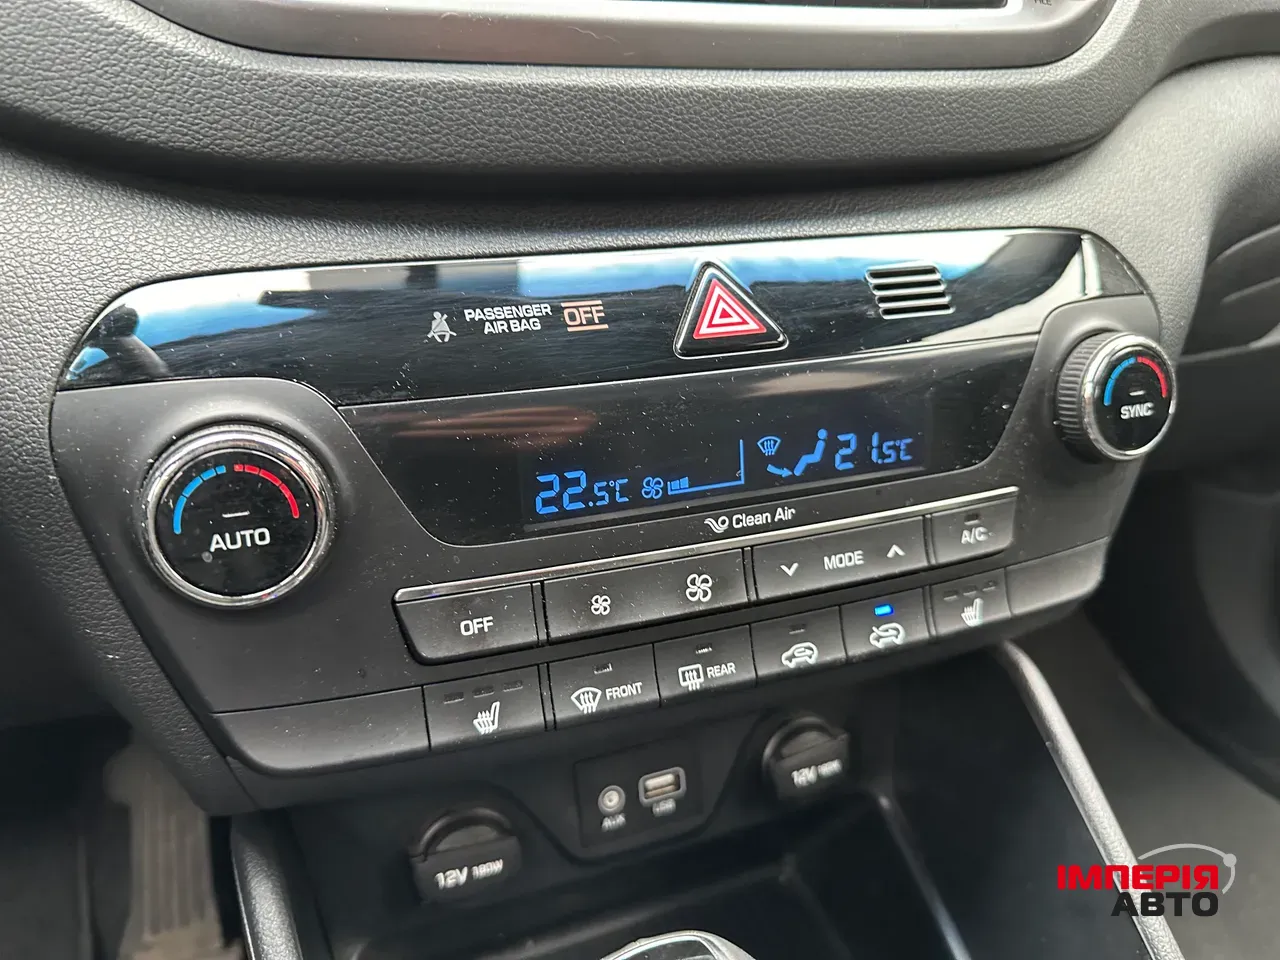 PASSENGER
AIR BAG OFF
22.5°C
21.5°C
SYNC
AUTO
Clean Air
OFF
MODE
A/C
FRONT
REAR
AUX
USB
12V 180W
12V
ІМПЕРІЯ
АВТО